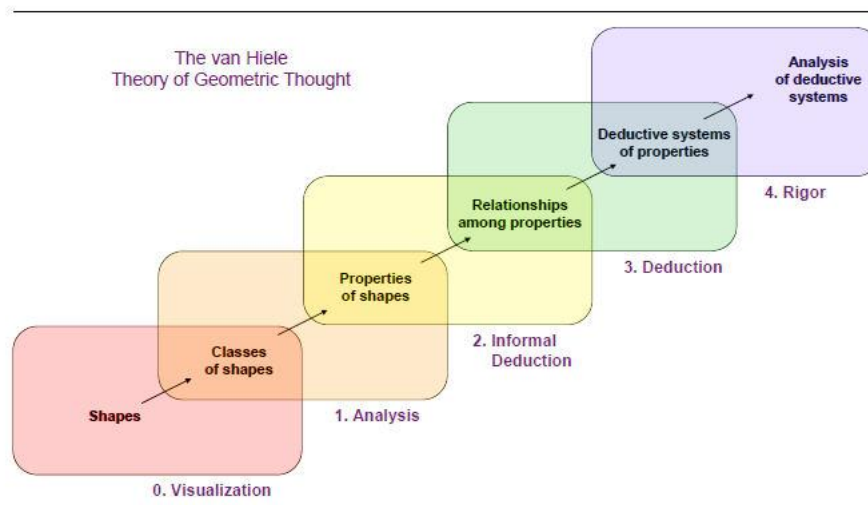 The van Hiele
Theory of Geometric Thought
Analysis
of deductive
systems
Deductive systems
of properties
4. Rigor
Relationships
among properties
3. Deduction
Properties
of shapes
2. Informal
Deduction
Classes
of shapes
1. Analysis
Shapes
0. Visualization